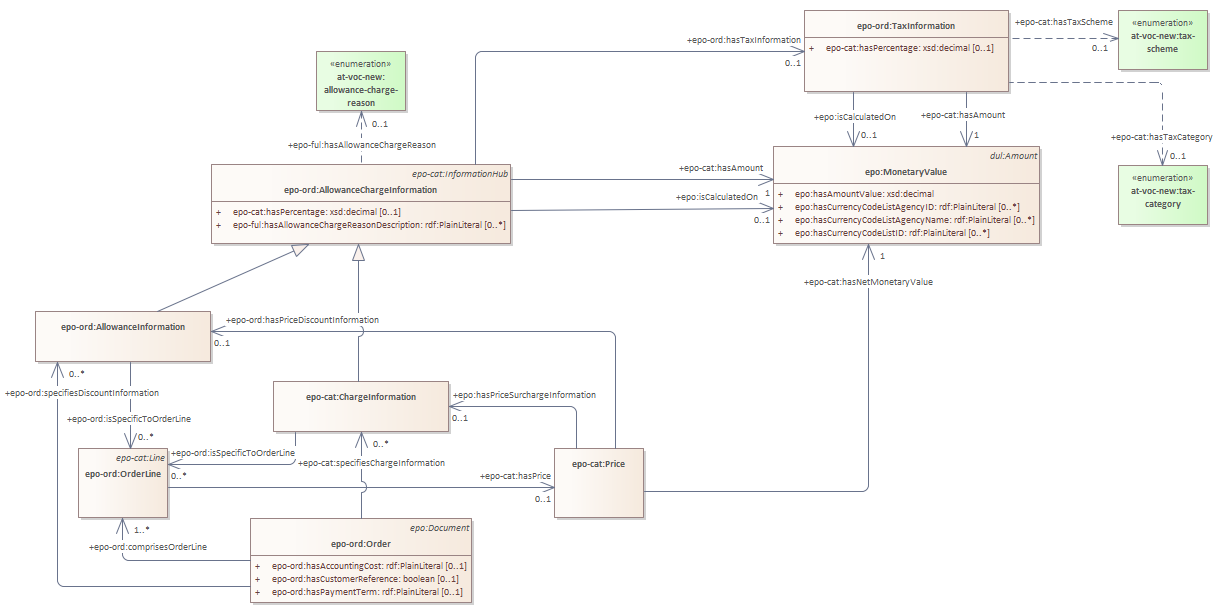 epo-ord:TaxInformation
+ epo-cat:hasPercentage: xsd:decimal [0..1]
+epo-cat:hasTaxScheme
0..1
«enumeration»
at-voc-new:tax-
scheme
+epo-ord:hasTaxInformation
0..1
«enumeration»
at-voc-new:
allowance-charge-
reason
0..1
+epo-ful:hasAllowanceChargeReason
+epo:isCalculatedOn
0..1
+epo-cat:hasAmount
1
+epo-cat:hasTaxCategory
0..1
«enumeration»
at-voc-new:tax-
category
epo-cat:InformationHub
epo-ord:AllowanceChargeInformation
+ epo-cat:hasPercentage: xsd:decimal [0..1]
+ epo-ful:hasAllowanceChargeReasonDescription: rdf:PlainLiteral [0..*]
+epo-cat:hasAmount
1
+epo:isCalculatedOn
0..1
dul:Amount
epo:MonetaryValue
+ epo:hasAmountValue: xsd:decimal
+ epo:hasCurrencyCodeListAgencyID: rdf:PlainLiteral [0..*]
+ epo:hasCurrencyCodeListAgencyName: rdf:PlainLiteral [0..*]
+ epo:hasCurrencyCodeListID: rdf:PlainLiteral [0..*]
1
+epo-cat:hasNetMonetaryValue
epo-ord:AllowanceInformation
+epo-ord:hasPriceDiscountInformation
0..1
0..*
+epo-ord:specifiesDiscountInformation
+epo-ord:isSpecificToOrderLine
0..*
epo-cat:ChargeInformation
+epo:hasPriceSurchargeInformation
0..1
0..*
+epo-ord:isSpecificToOrderLine
0..*
+epo-cat:specifiesChargeInformation
epo-cat:Line
epo-ord:OrderLine
+epo-cat:hasPrice
0..1
epo-cat:Price
1..*
+epo-ord:comprisesOrderLine
epo:Document
epo-ord:Order
+ epo-ord:hasAccountingCost: rdf:PlainLiteral [0..1]
+ epo-ord:hasCustomerReference: boolean [0..1]
+ epo-ord:hasPaymentTerm: rdf:PlainLiteral [0..1]